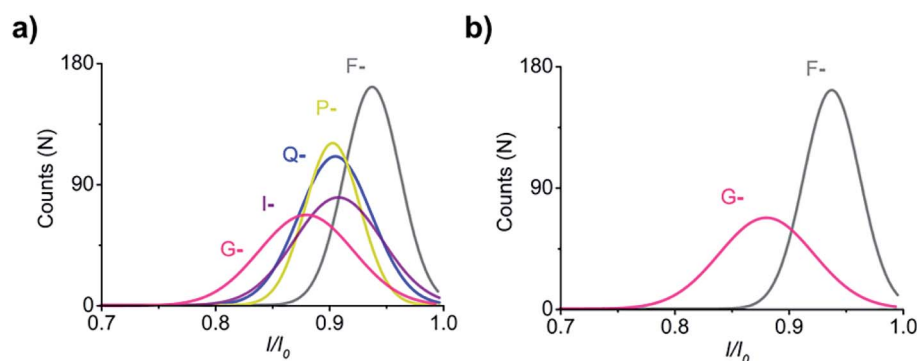 a)
180
90
0
Counts (N)
F-
P-
Q-
I-
G-
0.7 0.8 0.9 1.0
I/I₀
b)
180
90
0
Counts (N)
F-
G-
0.7 0.8 0.9 1.0
I/I₀